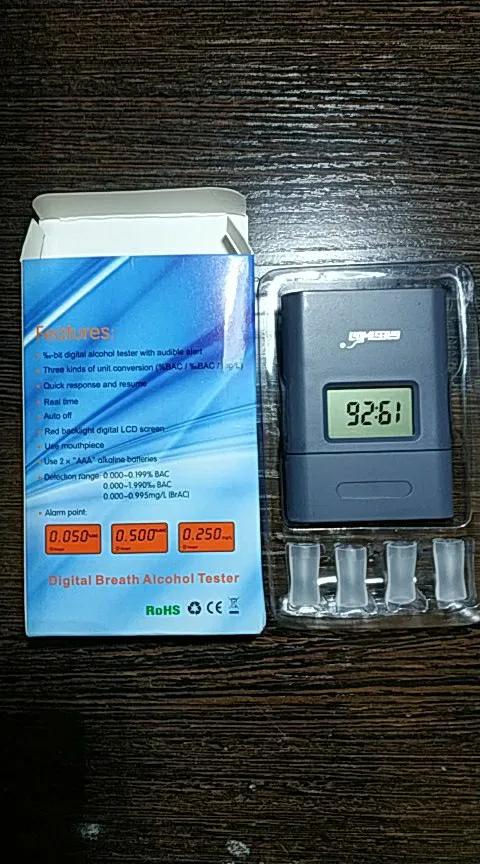 Features:
• ‰-bit digital alcohol tester with audible alert
• Three kinds of unit conversion (%BAC / ‰BAC / mg/L)
• Quick response and resume
• Real time
• Auto off
• Red backlight digital LCD screen
• Use mouthpiece
• Use 2 × "AAA" alkaline batteries
• Detection range: 0.000~0.199% BAC
0.000~1.990‰ BAC
0.000~0.995mg/L (BrAC)
• Alarm point:
0.050 0.500 0.250
Digital Breath Alcohol Tester
RoHS CE
19:26